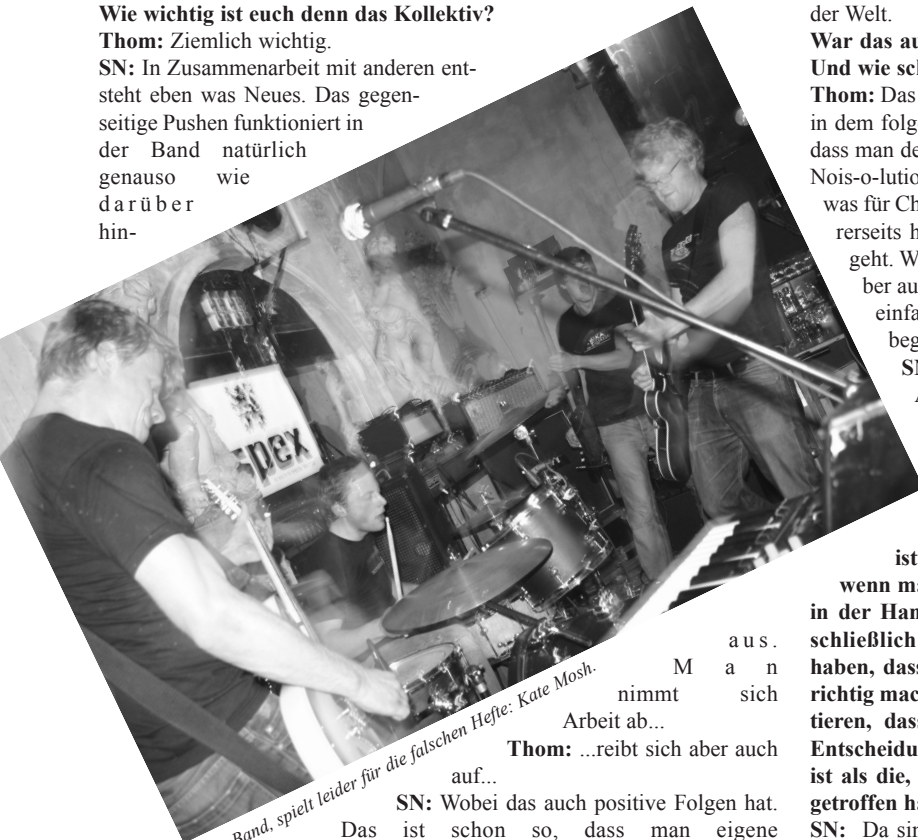 Wie wichtig ist euch denn das Kollektiv?
Thom: Ziemlich wichtig.
SN: In Zusammenarbeit mit anderen ent-
steht eben was Neues. Das gegen-
seitige Pushen funktioniert in
der Band natürlich
genauso wie
darüber
hin-
pex
aus.
Man
nimmt sich
Arbeit ab...
Thom: ...reibt sich aber auch
auf...
SN: Wobei das auch positive Folgen hat.
Das ist schon so, dass man eigene
Band, spielt leider für die falschen Hefte: Kate Mosh.
der Welt.
War das au
Und wie sc
Thom: Das
in dem folg
dass man de
Nois-o-lutio
was für Ch
rerseits h
geht. W
ber au
einfa
beg
SN
ist
wenn ma
in der Han
schließlich
haben, dass
richtig mac
tieren, dass
Entscheidu
ist als die,
getroffen ha
SN: Da sin